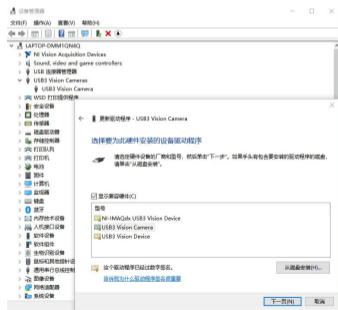 设备管理器
文件(F) 操作(A) 查看(V) 帮助(H)
LAPTOP-DMM1QN4Q
NI Vision Acquisition Devices
Sound, video and game controllers
USB 连接器管理器
USB3 Vision Cameras
USB3 Vision Camera
WSD 打印提供程序
安全设备
处理器
传感器
磁盘驱动器
存储控制器
打印队列
打印机
电池
固件
计算机
监视器
键盘
蓝牙
内存技术设备
人机接口设备
软件设备
软件组件
生物识别设备
鼠标和其他指针设
通用串行总线控制
图像设备
网络适配器
系统设备
更新驱动程序 - USB3 Vision Camera
选择要为此硬件安装的设备驱动程序
请选定硬件设备的厂商和型号，然后单击“下一步”。如果手头有包含要安装的驱动程序的磁盘，
请单击“从磁盘安装”。
显示兼容硬件(C)
型号
NI-IMAQdx USB3 Vision Device
USB3 Vision Camera
USB3 Vision Device
这个驱动程序已经过数字签名。
告诉我为什么驱动程序签名很重要
从磁盘安装(H)...
下一页(N)
取消